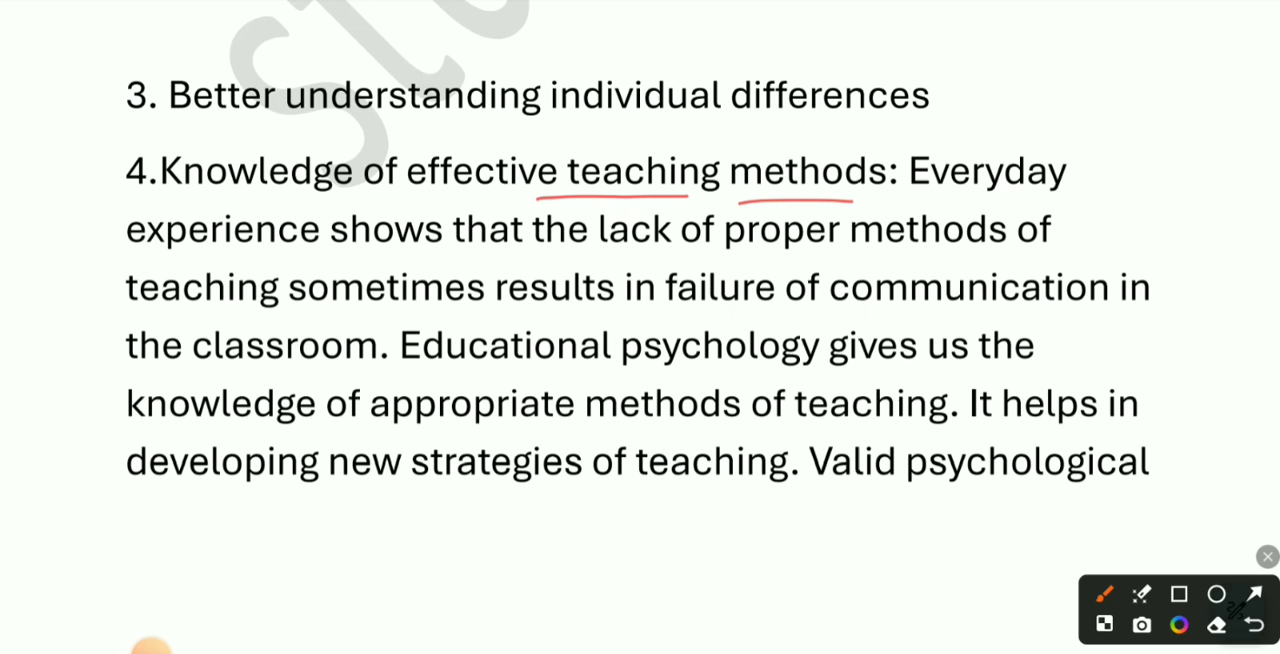 3. Better understanding individual differences
4.Knowledge of effective teaching methods: Everyday
experience shows that the lack of proper methods of
teaching sometimes results in failure of communication in
the classroom. Educational psychology gives us the
knowledge of appropriate methods of teaching. It helps in
developing new strategies of teaching. Valid psychological